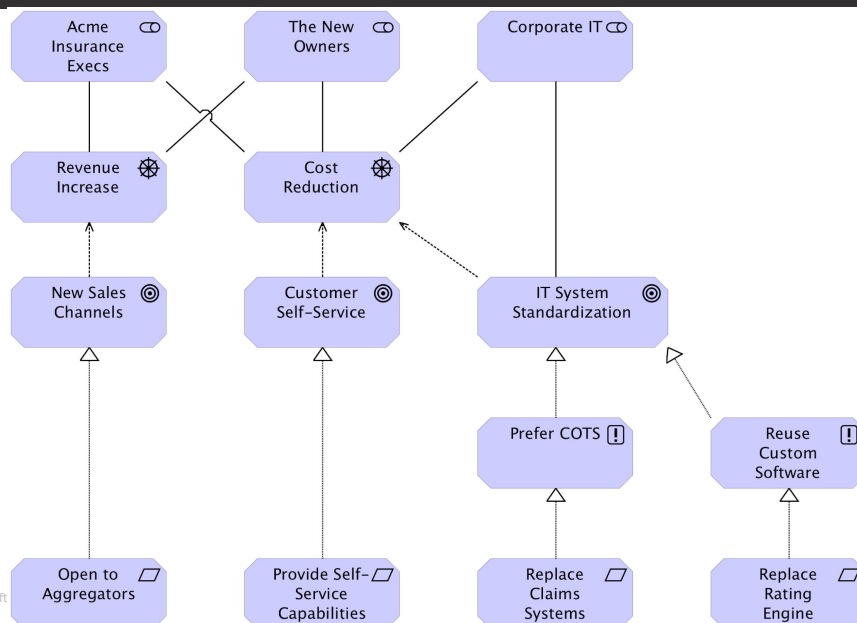 Acme
Insurance
Execs
The New
Owners
Corporate IT
Revenue
Increase
Cost
Reduction
New Sales
Channels
Customer
Self-Service
IT System
Standardization
Prefer COTS
Reuse
Custom
Software
Open to
Aggregators
Provide Self-
Service
Capabilities
Replace
Claims
Systems
Replace
Rating
Engine